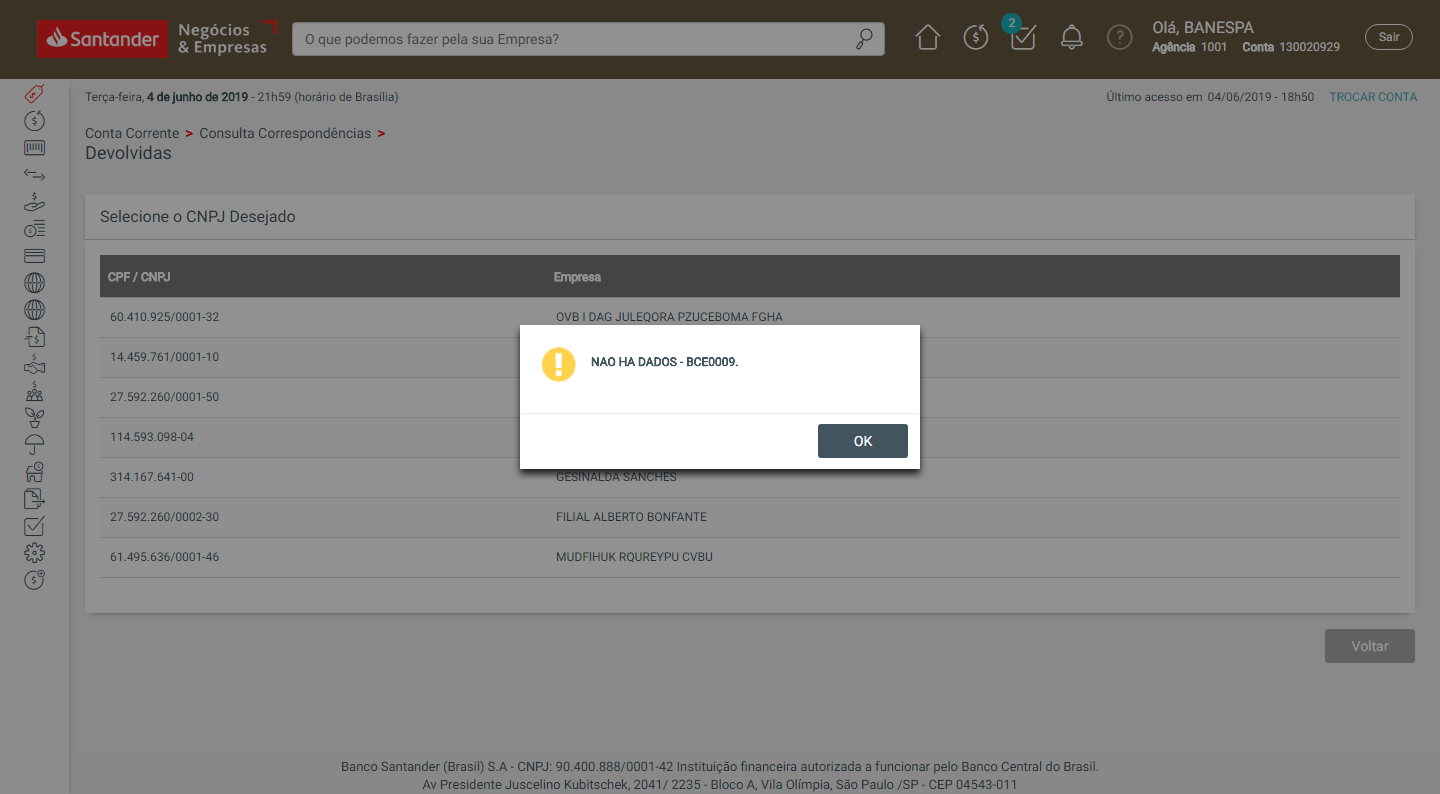 Santander
Negócios
& Empresas
O que podemos fazer pela sua Empresa?
2
?
Olá, BANESPA
Agência 1001 Conta 130020929
Sair
Terça-feira, 4 de junho de 2019 - 21h59 (horário de Brasília)
Último acesso em 04/06/2019 - 18h50 TROCAR CONTA
Conta Corrente > Consulta Correspondências >
Devolvidas
Selecione o CNPJ Desejado
CPF / CNPJ Empresa
60.410.925/0001-32 OVB I DAG JULEQORA PZUCEBOMA FGHA
14.459.761/0001-10
27.592.260/0001-50
114.593.098-04
314.167.641-00 GESINALDA SANCHES
27.592.260/0002-30 FILIAL ALBERTO BONFANTE
61.495.636/0001-46 MUDFIHUK RQUREYPU CVBU
NAO HA DADOS - BCE0009.
OK
Voltar
Banco Santander (Brasil) S.A - CNPJ: 90.400.888/0001-42 Instituição financeira autorizada a funcionar pelo Banco Central do Brasil.
Av Presidente Juscelino Kubitschek, 2041/ 2235 - Bloco A, Vila Olímpia, São Paulo /SP - CEP 04543-011